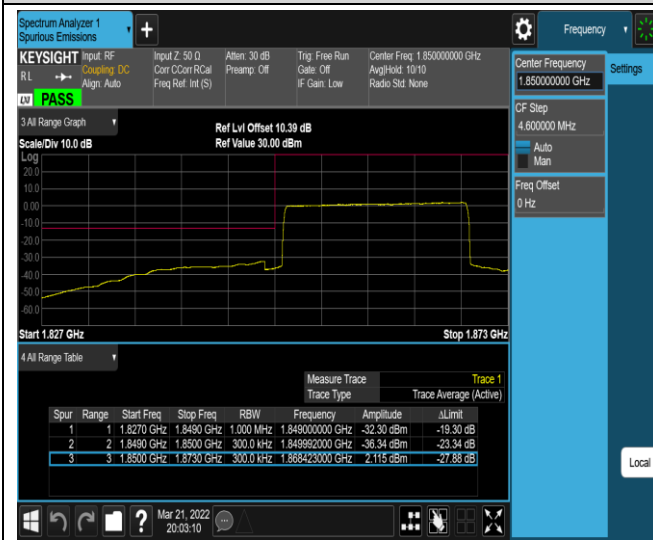 Spectrum Analyzer 1
Spurious Emissions
+
Frequency
KEYSIGHT Input: RF
Coupling: DC
Align: Auto
R L
LXI PASS
Input Z: 50 Ω
Corr CCorr RCal
Freq Ref: Int (S)
Atten: 30 dB
Preamp: Off
Trig: Free Run
Gate: Off
IF Gain: Low
Center Freq: 1.850000000 GHz
Avg|Hold: 10/10
Radio Std: None
Center Frequency
1.850000000 GHz
Settings
CF Step
4.600000 MHz
Auto
Man
Freq Offset
0 Hz
3 All Range Graph
Scale/Div 10.0 dB
Ref Lvl Offset 10.39 dB
Ref Value 30.00 dBm
Log
20.0
10.0
0.00
-10.0
-20.0
-30.0
-40.0
-50.0
-60.0
Start 1.827 GHz
Stop 1.873 GHz
4 All Range Table
Measure Trace Trace 1
Trace Type Trace Average (Active)
Spur Range Start Freq Stop Freq RBW Frequency Amplitude ΔLimit
1 1 1.8270 GHz 1.8490 GHz 1.000 MHz 1.849000000 GHz -32.30 dBm -19.30 dB
2 2 1.8490 GHz 1.8500 GHz 300.0 kHz 1.849992000 GHz -36.34 dBm -23.34 dB
3 3 1.8500 GHz 1.8730 GHz 300.0 kHz 1.868423000 GHz 2.115 dBm -27.88 dB
Local
?
Mar 21, 2022
20:03:10